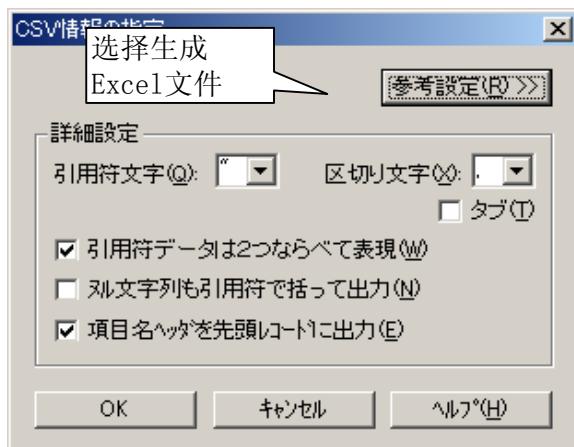 CSV情報の指定
选择生成
Excel文件
参考設定(R)>>
詳細設定
引用符文字(Q): "
区切り文字(X): ,
タブ(T)
引用符データは2つならべて表現(W)
ヌル文字列も引用符で括って出力(N)
項目名ヘッダを先頭レコードに出力(E)
OK
キャンセル
ヘルプ(H)